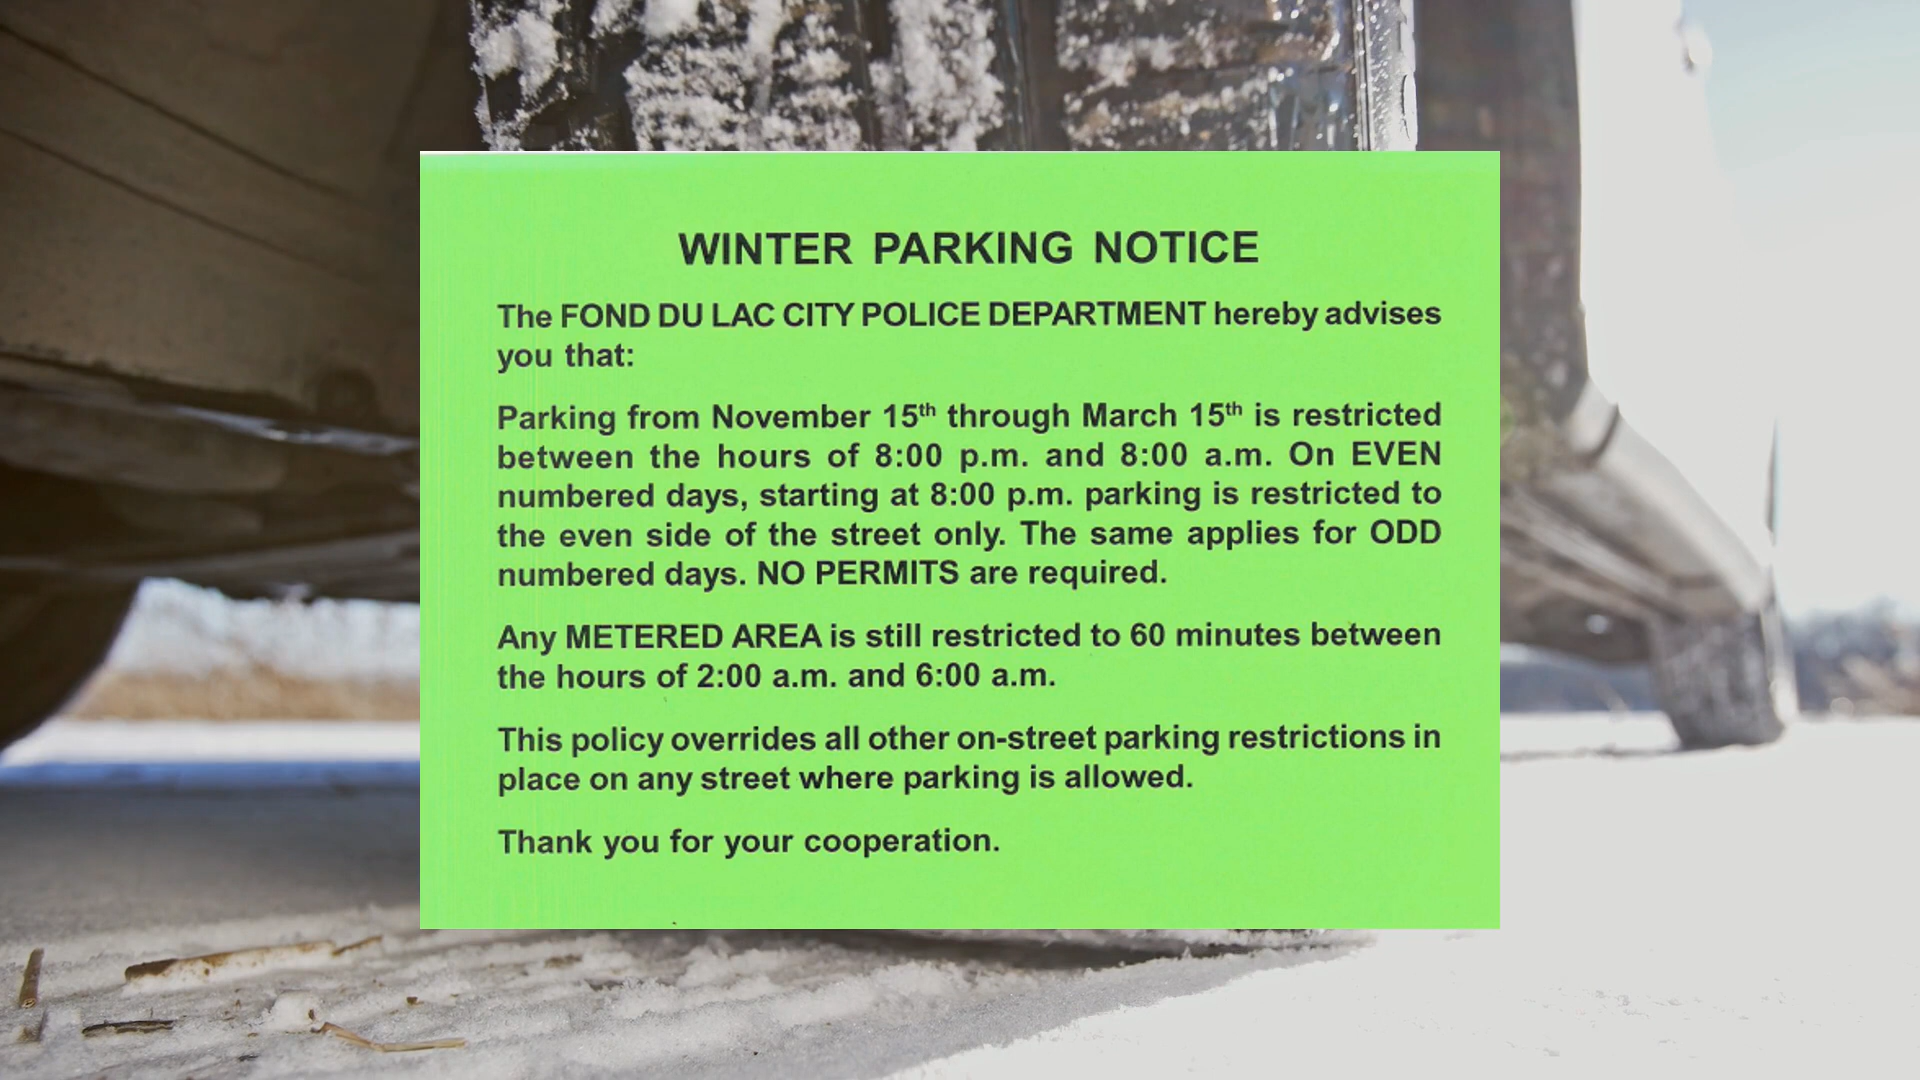 WINTER PARKING NOTICE
The FOND DU LAC CITY POLICE DEPARTMENT hereby advises
you that:
Parking from November 15th through March 15th is restricted
between the hours of 8:00 p.m. and 8:00 a.m. On EVEN
numbered days, starting at 8:00 p.m. parking is restricted to
the even side of the street only. The same applies for ODD
numbered days. NO PERMITS are required.
Any METERED AREA is still restricted to 60 minutes between
the hours of 2:00 a.m. and 6:00 a.m.
This policy overrides all other on-street parking restrictions in
place on any street where parking is allowed.
Thank you for your cooperation.